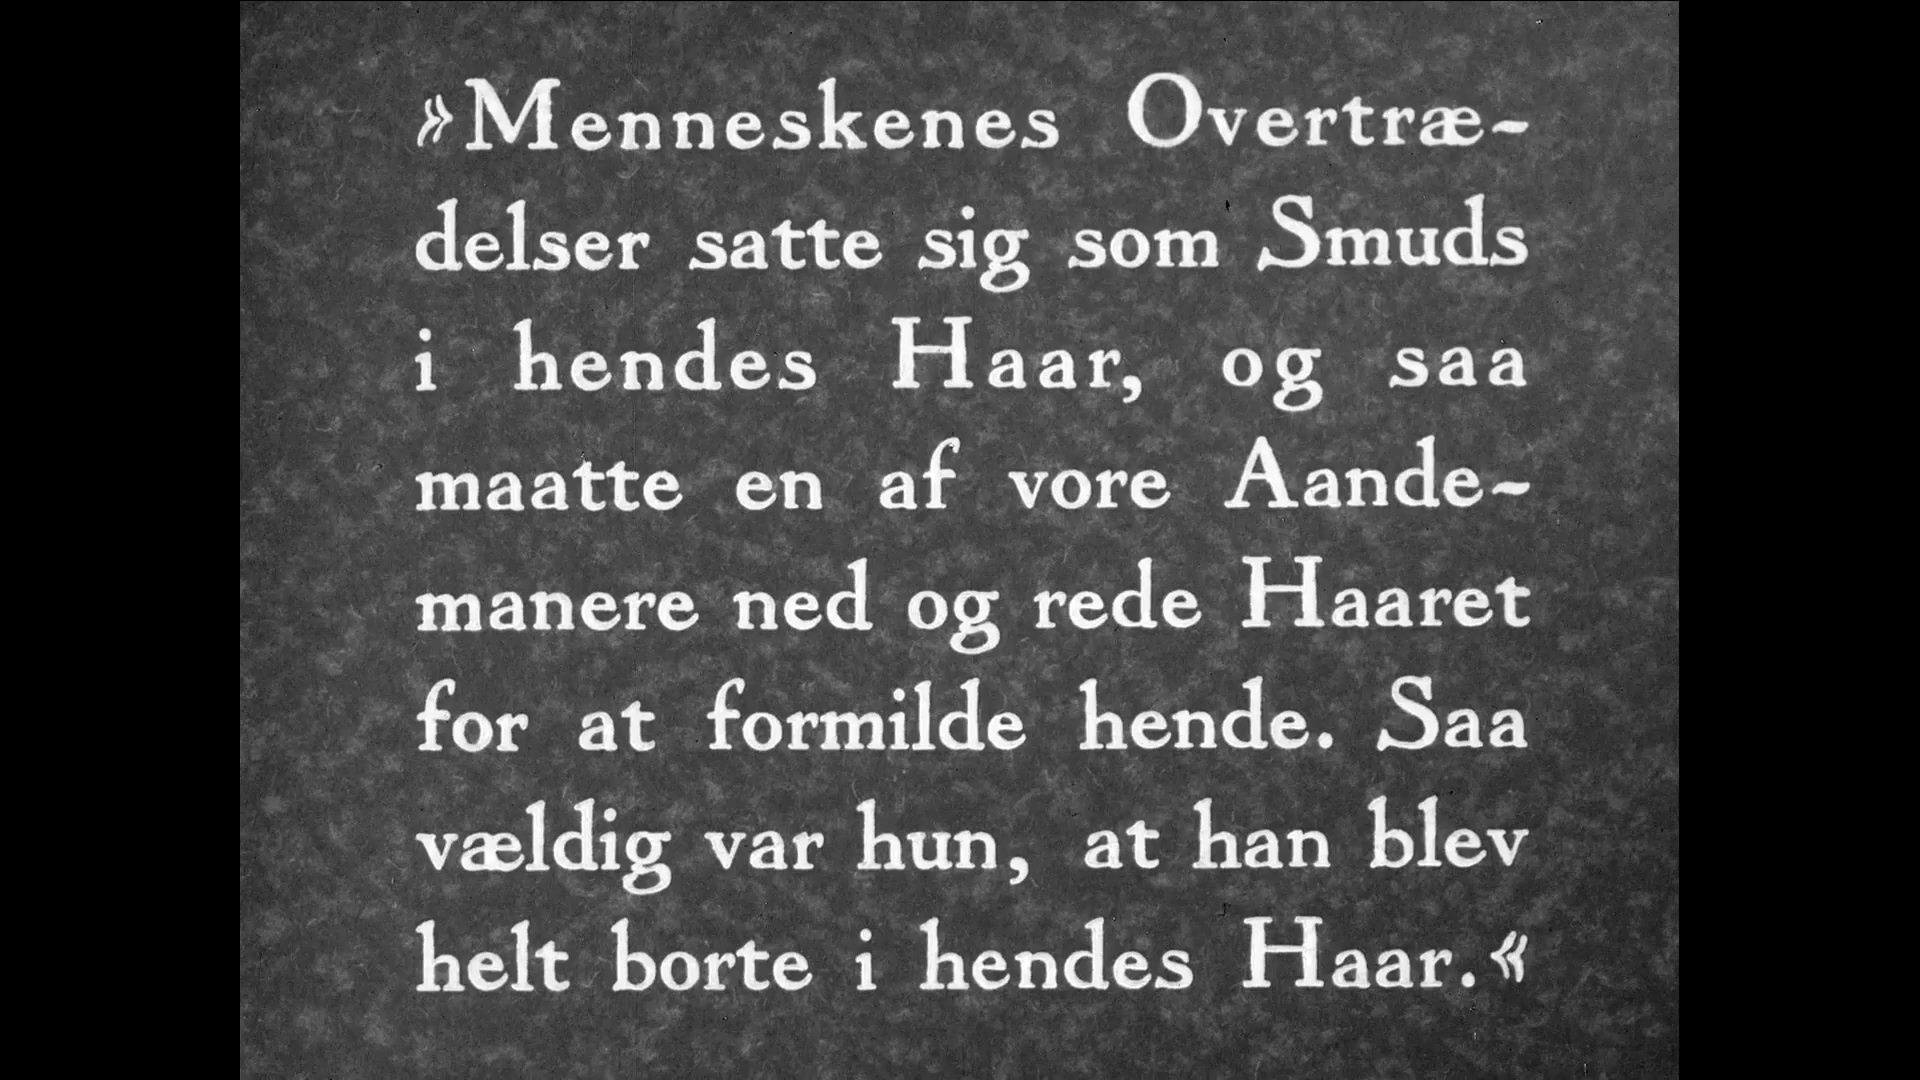 »Menneskenes Overtræ-
delser satte sig som Smuds
i hendes Haar, og saa
maatte en af vore Aande-
manere ned og rede Haaret
for at formilde hende. Saa
vældig var hun, at han blev
helt borte i hendes Haar.«